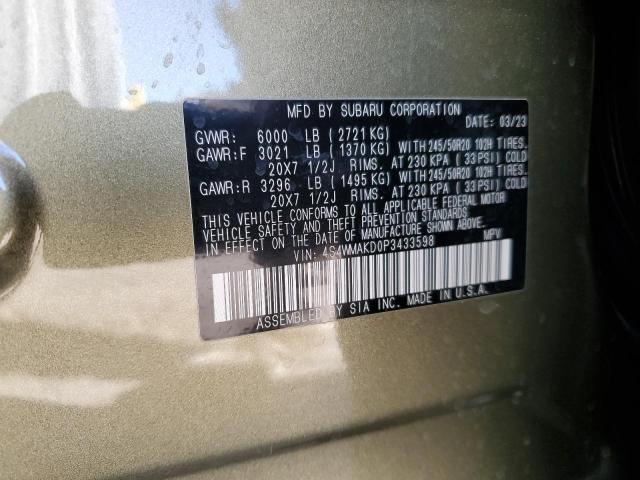 MFD BY SUBARU CORPORATION
DATE: 03/23
GVWR: 6000 LB (2721 KG)
GAWR:F 3021 LB (1370 KG) WITH 245/50R20 102H TIRES.
20X7 1/2J RIMS. AT 230 KPA (33 PSI) COLD
GAWR:R 3296 LB (1495 KG) WITH 245/50R20 102H TIRES.
20X7 1/2J RIMS. AT 230 KPA (33 PSI) COLD
THIS VEHICLE CONFORMS TO ALL APPLICABLE FEDERAL MOTOR
VEHICLE SAFETY AND THEFT PREVENTION STANDARDS
IN EFFECT ON THE DATE OF MANUFACTURE SHOWN ABOVE.
VIN: 4S4WMAKD0P3433598 MPV
ASSEMBLED BY SIA INC. MADE IN U.S.A.